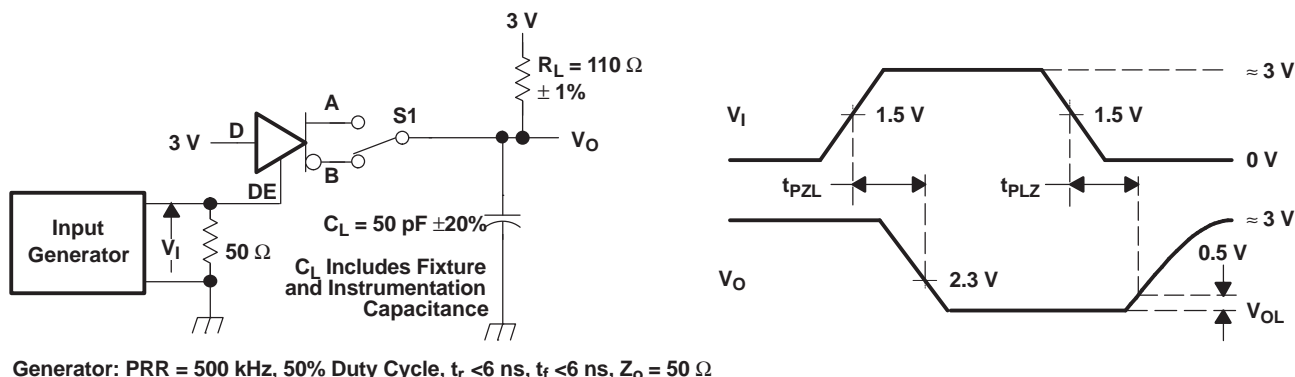 3 V
R_L = 110 Ω
± 1%
A
S1
D
3 V
V_O
B
DE
Input
Generator
V_I
50 Ω
C_L = 50 pF ±20%
C_L Includes Fixture
and Instrumentation
Capacitance
≈ 3 V
V_I
1.5 V
1.5 V
0 V
t_PZL
t_PLZ
≈ 3 V
0.5 V
V_O
2.3 V
V_OL
Generator: PRR = 500 kHz, 50% Duty Cycle, t_r <6 ns, t_f <6 ns, Z_o = 50 Ω